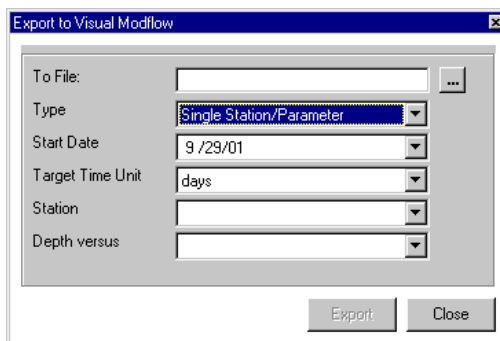 Export to Visual Modflow
To File:
...
Type Single Station/Parameter
Start Date 9 /29/01
Target Time Unit days
Station
Depth versus
Export Close